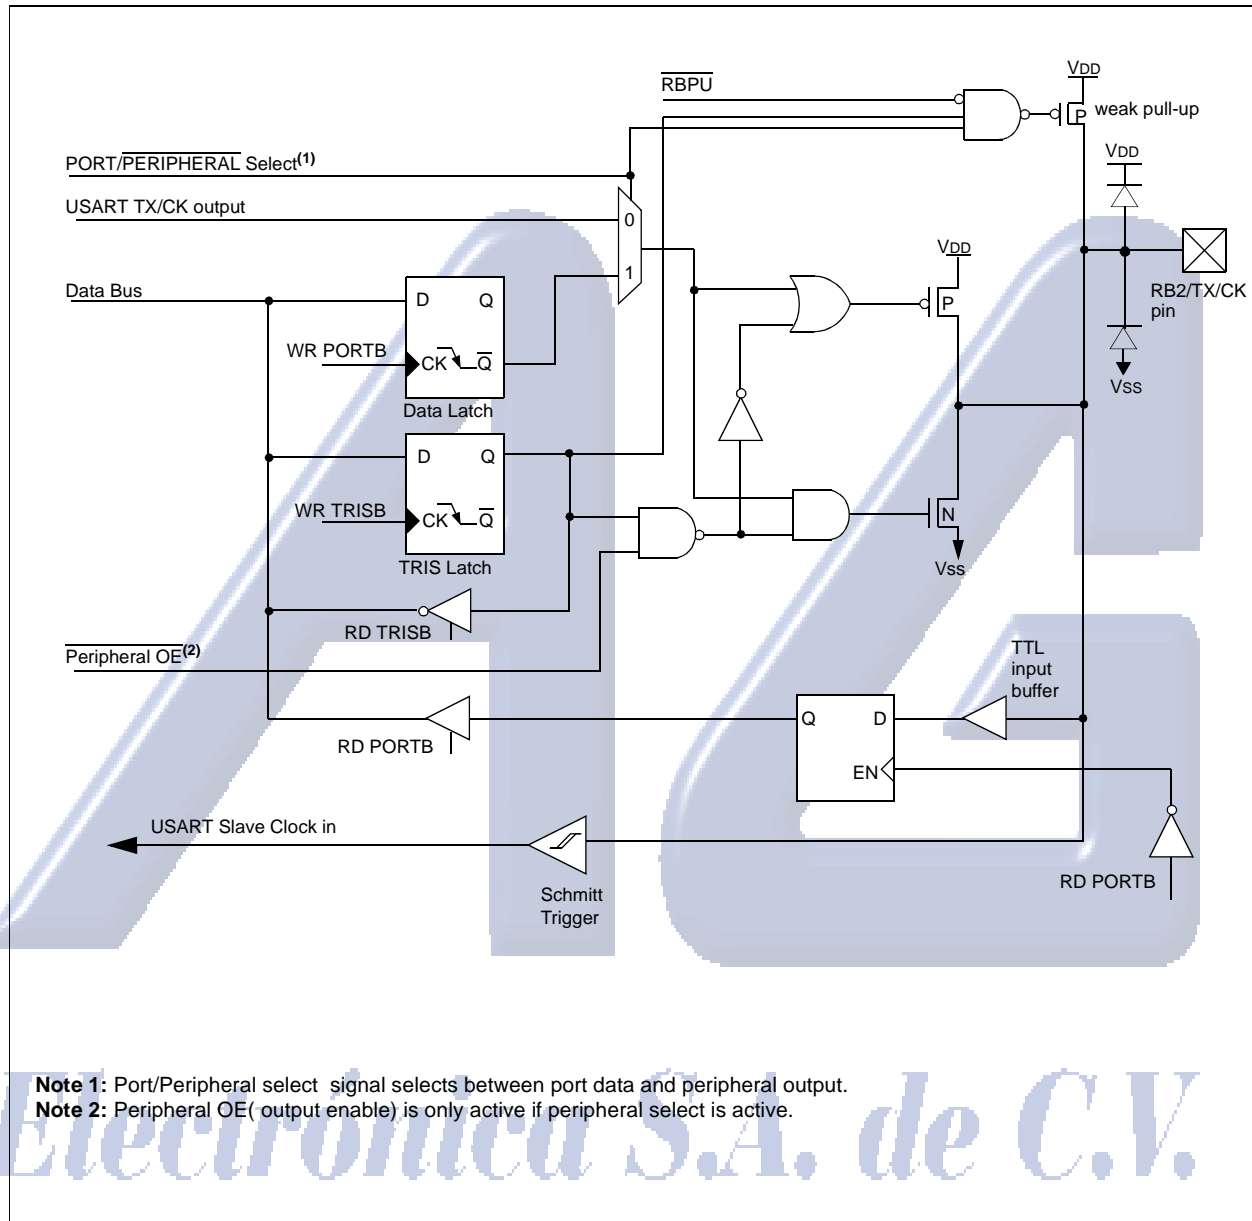 RBPU
VDD
P
weak pull-up
PORT/PERIPHERAL Select(1)
VDD
USART TX/CK output
0
VDD
1
Data Bus
D Q
RB2/TX/CK
pin
P
WR PORTB
CK Q
VSS
Data Latch
D Q
WR TRISB
CK Q
N
TRIS Latch
Vss
RD TRISB
Peripheral OE(2)
TTL
input
buffer
Q D
RD PORTB
EN
USART Slave Clock in
Schmitt
Trigger
RD PORTB
Note 1: Port/Peripheral select signal selects between port data and peripheral output.
Note 2: Peripheral OE( output enable) is only active if peripheral select is active.
AG
Electrónica S.A. de C.V.